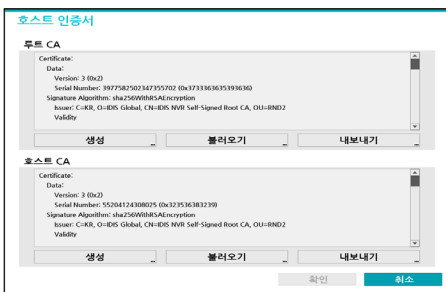 호스트 인증서
루트 CA
Certificate:
Data:
Version: 3 (0x2)
Serial Number: 3977582502347355702 (0x3733363635393636)
Signature Algorithm: sha256WithRSAEncryption
Issuer: C=KR, O=IDIS Global, CN=IDIS NVR Self-Signed Root CA, OU=RND2
Validity
생성... 불러오기... 내보내기...
호스트 CA
Certificate:
Data:
Version: 3 (0x2)
Serial Number: 55204124308025 (0x323536383239)
Signature Algorithm: sha256WithRSAEncryption
Issuer: C=KR, O=IDIS Global, CN=IDIS NVR Self-Signed Root CA, OU=RND2
Validity
생성... 불러오기... 내보내기...
확인 취소